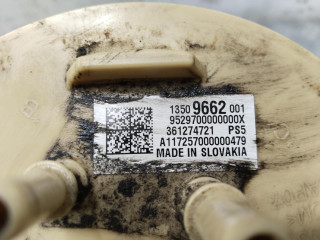 1350 9662 001
9529700000000X
361274721 PS5
A117257000000479
MADE IN SLOVAKIA